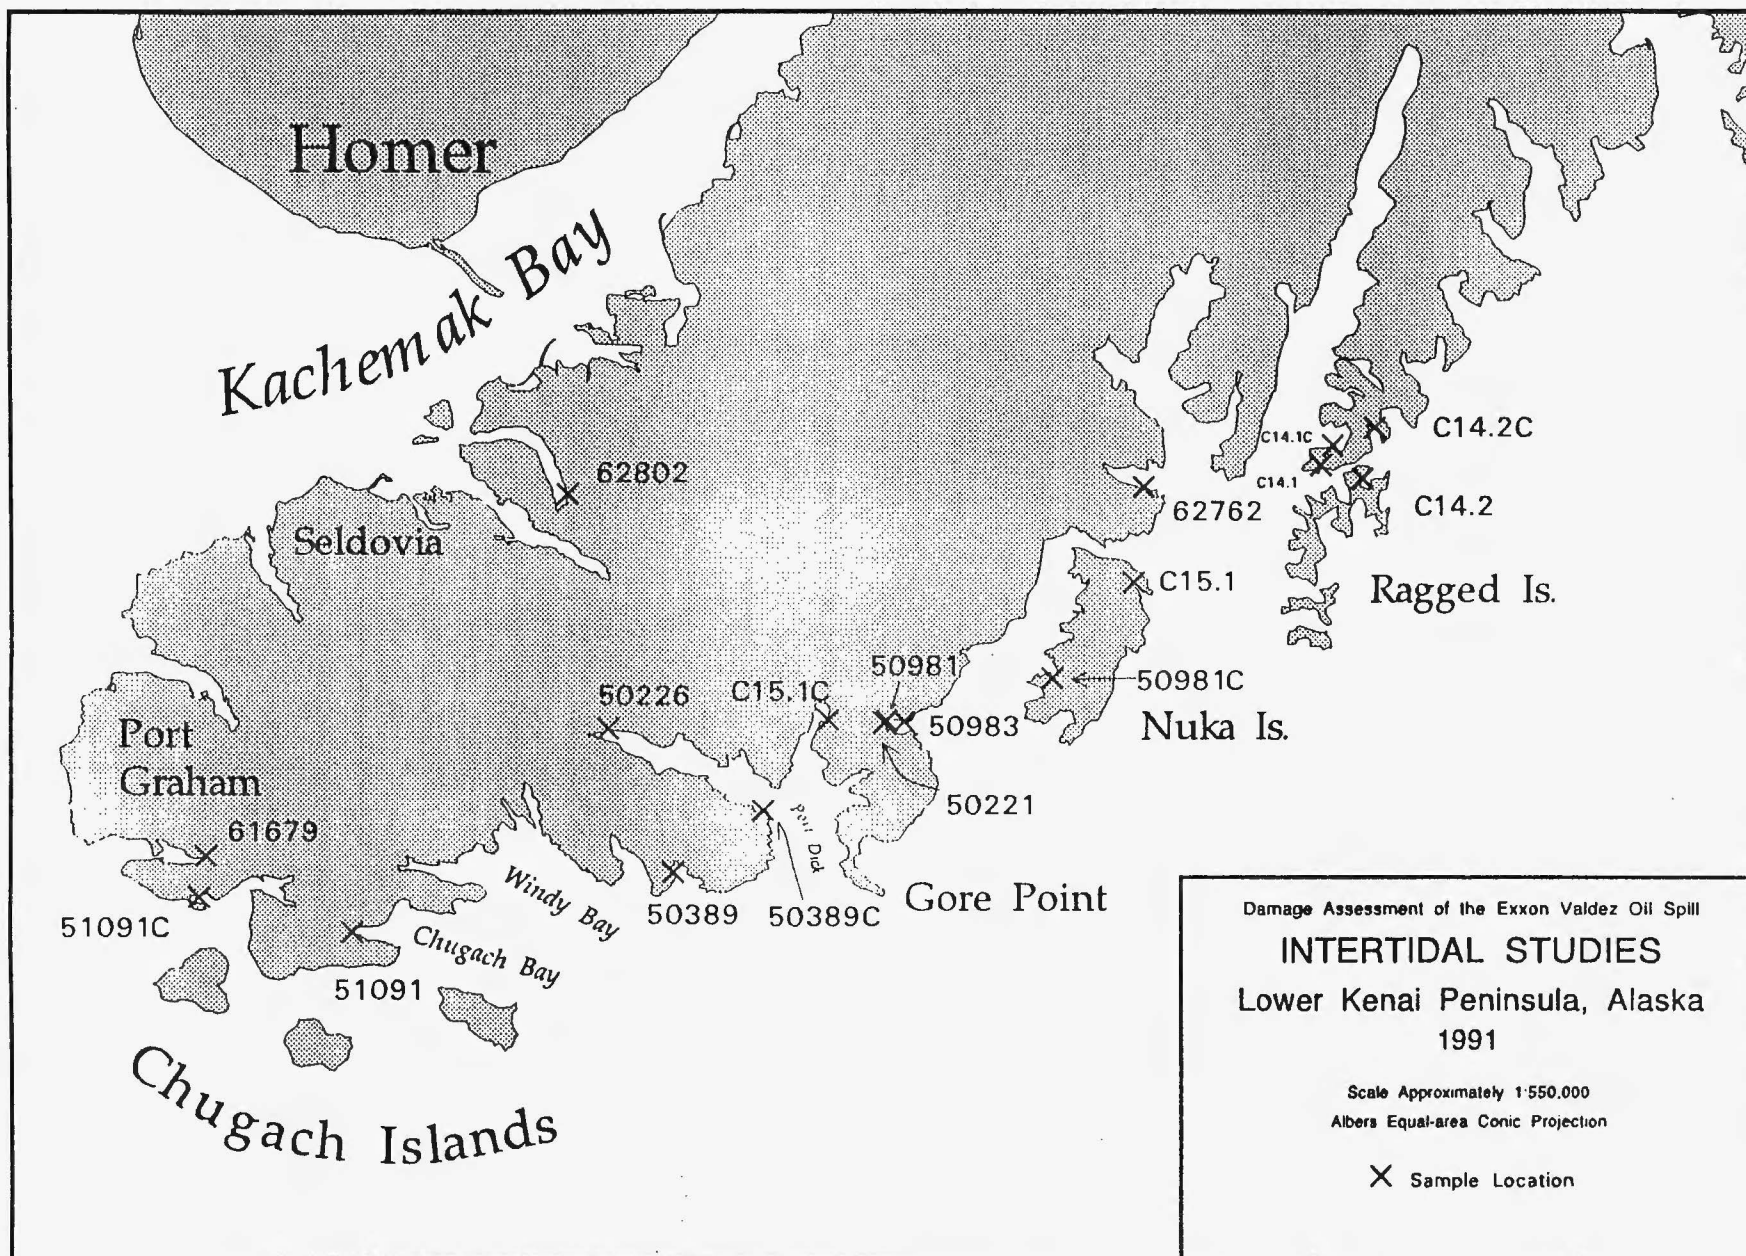 Homer
Kachemak Bay
C14.2C
C14.1C
62802
C14.1
62762
C14.2
Seldovia
C15.1
Ragged Is.
50981
50981C
50226
C15.1C
50983
Nuka Is.
Port
Graham
50221
61679
Port Dick
Windy Bay
Gore Point
50389
50389C
51091C
Chugach Bay
51091
Chugach Islands
Damage Assessment of the Exxon Valdez Oil Spill
INTERTIDAL STUDIES
Lower Kenai Peninsula, Alaska
1991
Scale Approximately 1:550.000
Albers Equal-area Conic Projection
X Sample Location